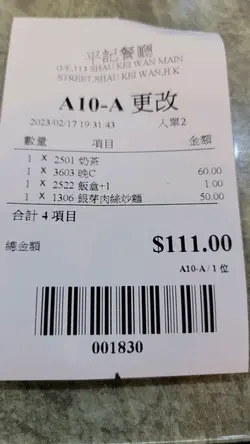 平記餐廳
G/F,114 SHAU KEI WAN MAIN
STREET,SHAU KEI WAN,H.K.
A10-A 更改
2023/02/17 19:31:43 人單2
數量 項目 金額
1 x 2501 奶茶
1 x 3603 晚C 60.00
1 x 2522 飯盒+1 1.00
1 x 1306 銀芽肉絲炒麵 50.00
合計 4 項目
總金額 $111.00
A10-A / 1 位
001830